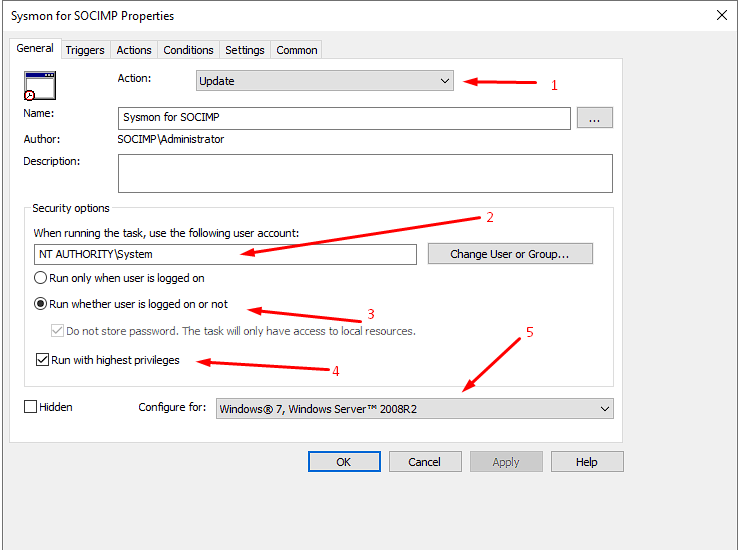 Sysmon for SOCIMP Properties
General Triggers Actions Conditions Settings Common
Action: Update 1
Name: Sysmon for SOCIMP ...
Author: SOCIMP\Administrator
Description:
Security options
2
When running the task, use the following user account:
NT AUTHORITY\System Change User or Group...
Run only when user is logged on
Run whether user is logged on or not
3
Do not store password. The task will only have access to local resources.
5
Run with highest privileges
4
Hidden Configure for: Windows® 7, Windows Server™ 2008R2
OK Cancel Apply Help